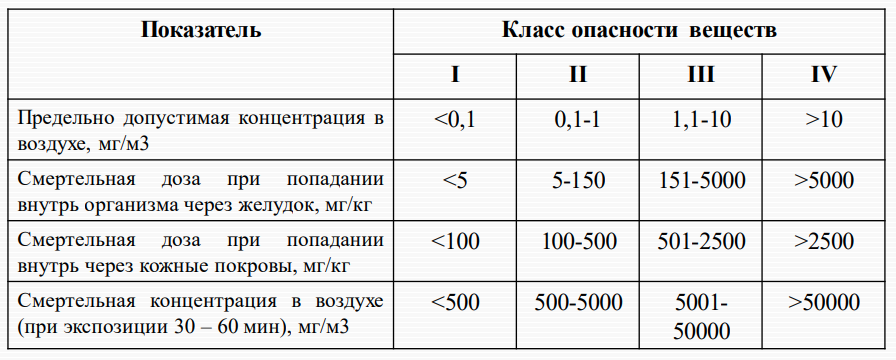 Показатель
Класс опасности веществ
I II III IV
Предельно допустимая концентрация в <0,1 0,1-1 1,1-10 >10
воздухе, мг/м3
Смертельная доза при попадании <5 5-150 151-5000 >5000
внутрь организма через желудок, мг/кг
Смертельная доза при попадании <100 100-500 501-2500 >2500
внутрь через кожные покровы, мг/кг
Смертельная концентрация в воздухе <500 500-5000 5001- >50000
(при экспозиции 30 – 60 мин), мг/м3 50000